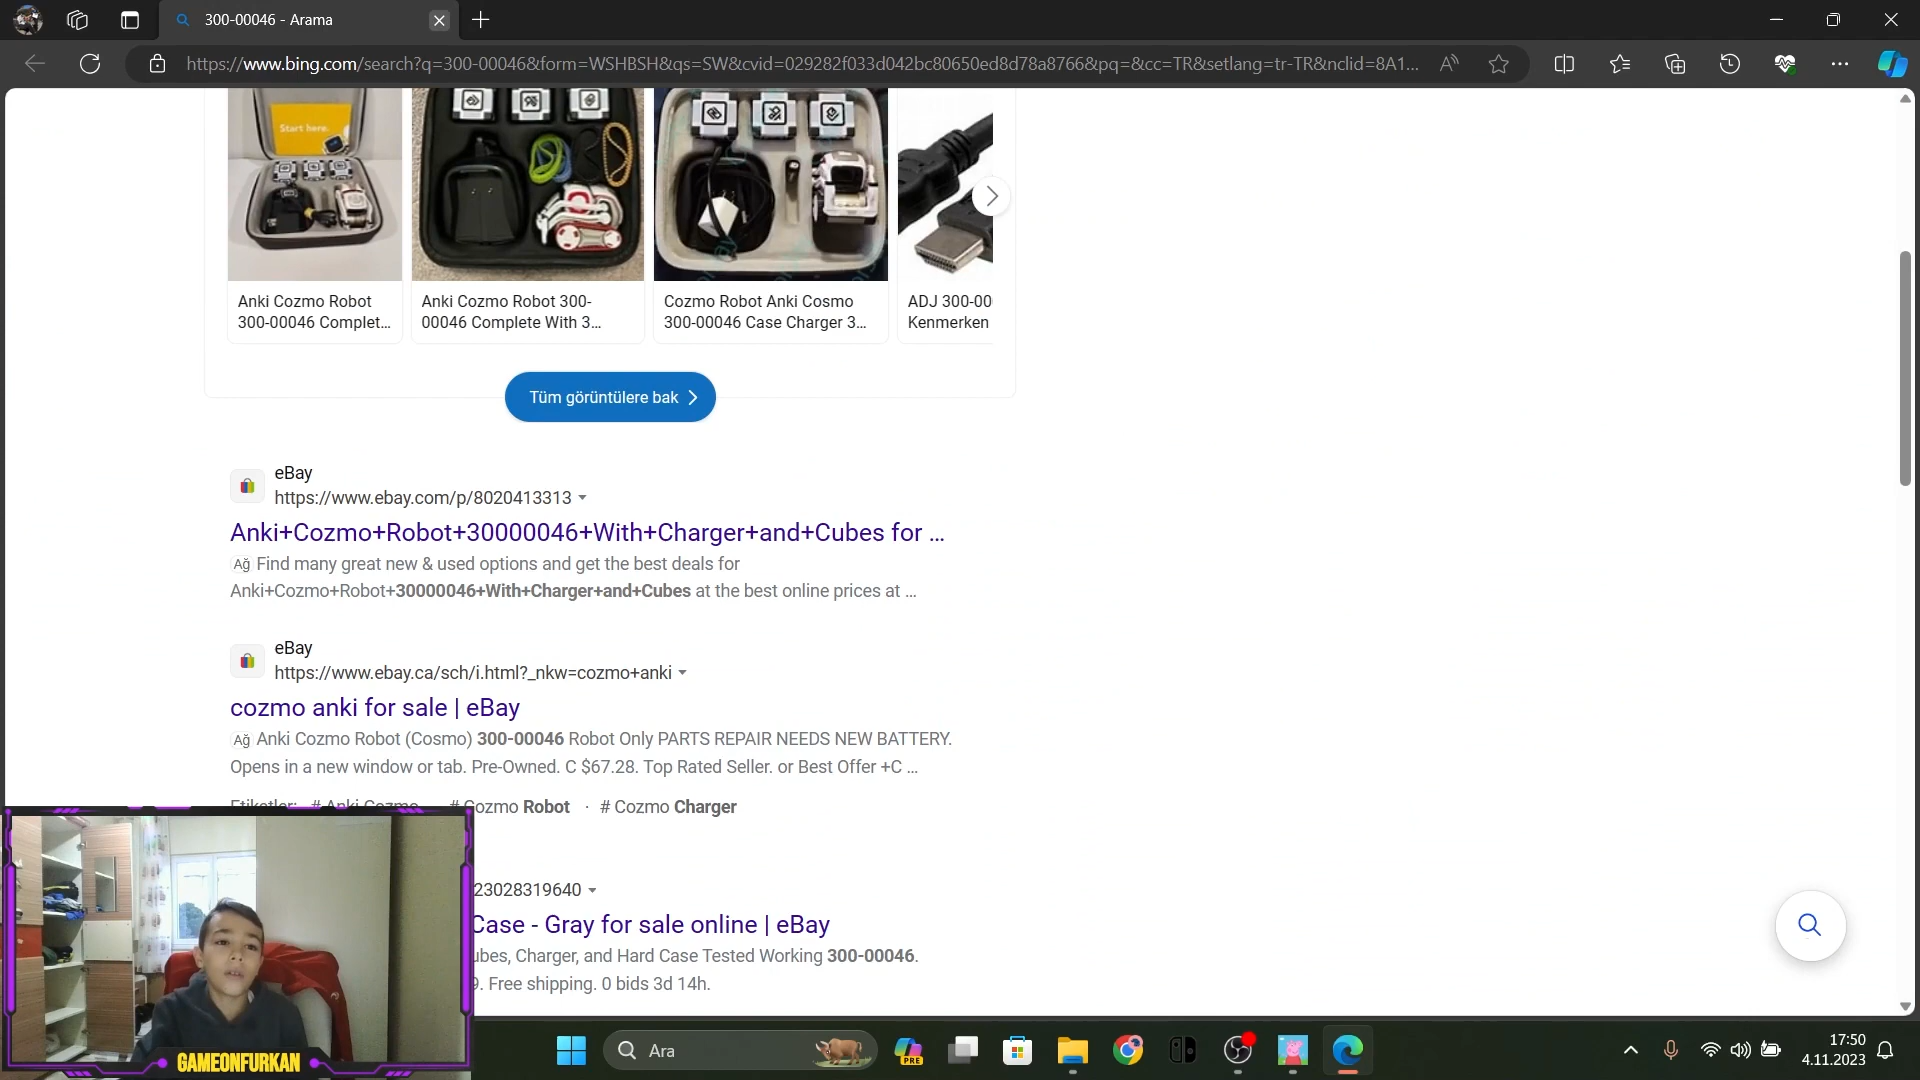 300-00046 - Arama
https://www.bing.com/search?q=300-00046&form=WSHBSH&qs=SW&cvid=029282f033d042bc80650ed8d78a8766&pq=&cc=TR&setlang=tr-TR&nclid=8A1...
Start here.
Anki Cozmo Robot
300-00046 Complet...
Anki Cozmo Robot 300-
00046 Complete With 3...
Cozmo Robot Anki Cosmo
300-00046 Case Charger 3...
ADJ 300-00
Kenmerken
Tüm görüntülere bak
eBay
https://www.ebay.com/p/8020413313
Anki+Cozmo+Robot+30000046+With+Charger+and+Cubes for ...
Ağ Find many great new & used options and get the best deals for
Anki+Cozmo+Robot+30000046+With+Charger+and+Cubes at the best online prices at ...
eBay
https://www.ebay.ca/sch/i.html?_nkw=cozmo+anki
cozmo anki for sale | eBay
Ağ Anki Cozmo Robot (Cosmo) 300-00046 Robot Only PARTS REPAIR NEEDS NEW BATTERY.
Opens in a new window or tab. Pre-Owned. C $67.28. Top Rated Seller. or Best Offer +C ...
Etiketler: # Anki Cozmo · # Cozmo Robot · # Cozmo Charger
23028319640
Case - Gray for sale online | eBay
ubes, Charger, and Hard Case Tested Working 300-00046.
9. Free shipping. 0 bids 3d 14h.
GAMEONFURKAN
Ara
PRE
17:50
4.11.2023